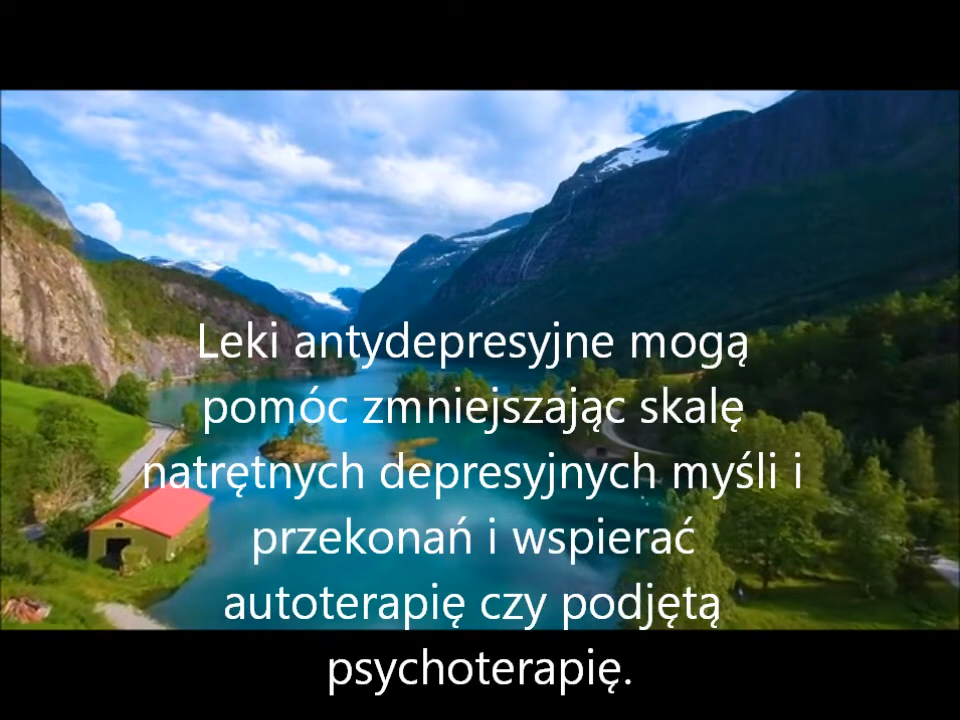 Leki antydepresyjne mogą
pomóc zmniejszając skalę
natrętnych depresyjnych myśli i
przekonań i wspierać
autoterapię czy podjętą
psychoterapię.